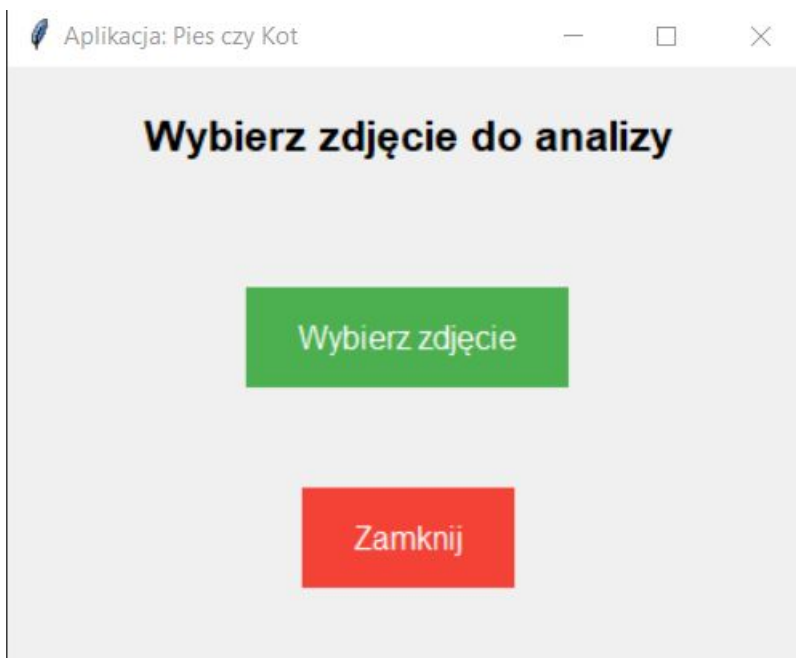 Aplikacja: Pies czy Kot
Wybierz zdjęcie do analizy
Wybierz zdjęcie
Zamknij